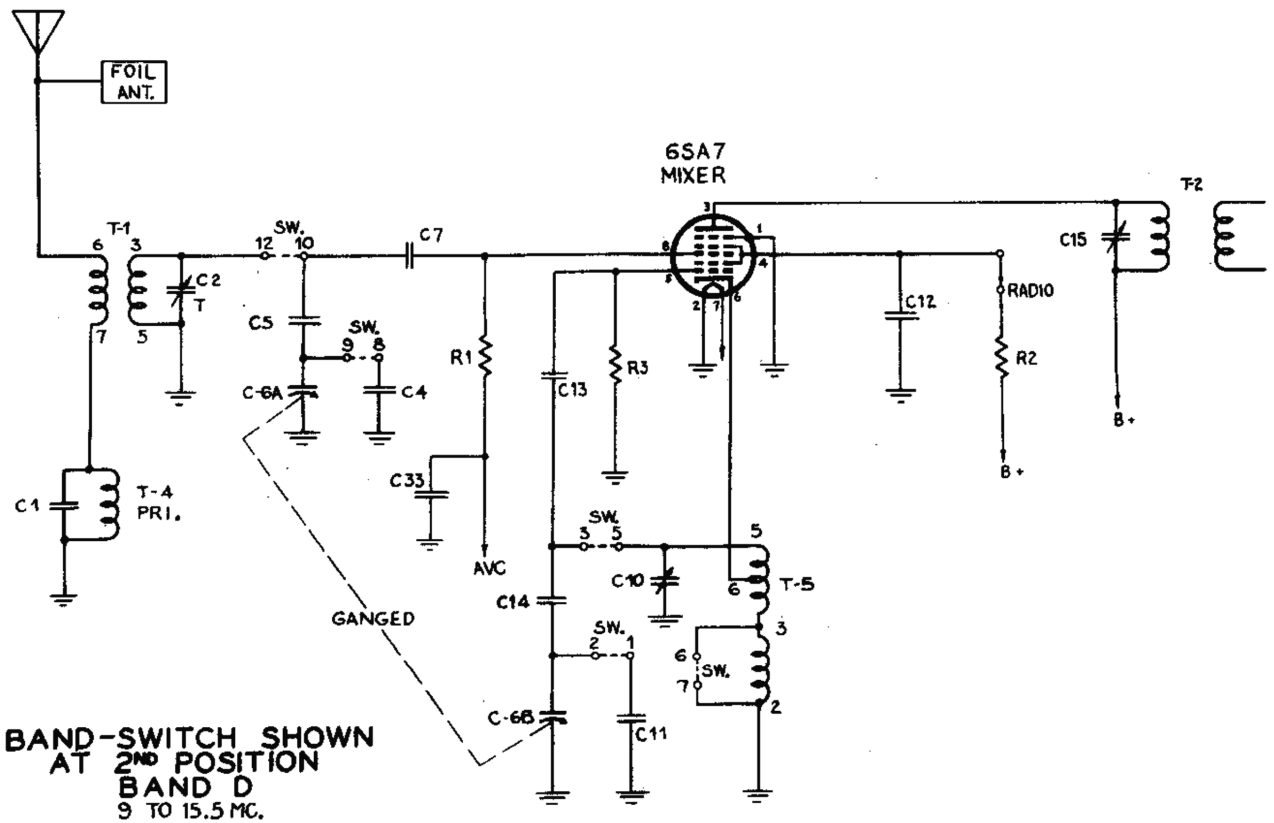 FOIL
ANT.
6SA7
MIXER
T-1
6
3
7
5
C2
T
SW.
12
10
C7
C5
SW.
9
8
C-6A
C4
R1
C33
AVC
C13
R3
3
1
8
4
5
2
7
6
C12
RADIO
R2
B+
C15
T-2
B+
C1
T-4
PRI.
GANGED
SW.
3
5
C10
5
6
T-5
3
C14
SW.
2
1
6
SW.
7
2
C-6B
C11
BAND-SWITCH SHOWN
AT 2ND POSITION
BAND D
9 TO 15.5 MC.